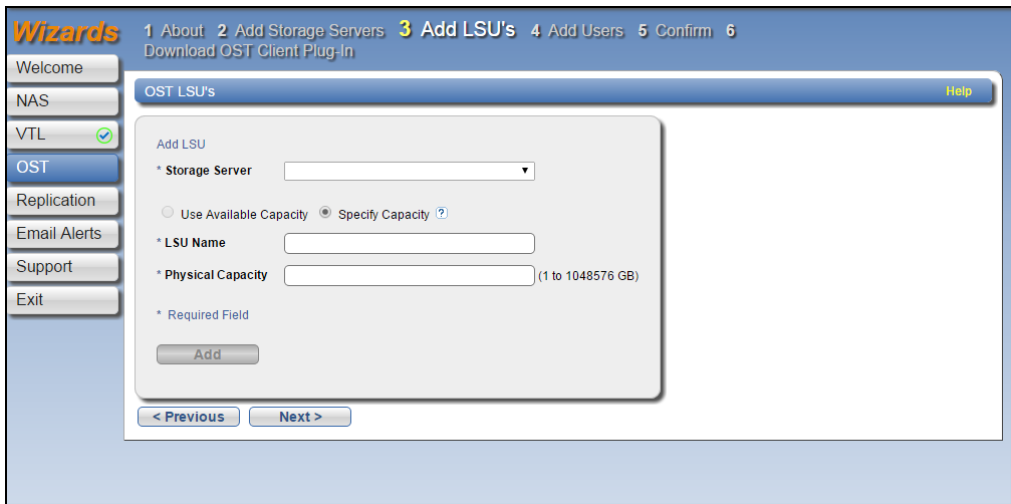 Wizards
1 About 2 Add Storage Servers 3 Add LSU's 4 Add Users 5 Confirm 6
Download OST Client Plug-In
Welcome
NAS
VTL
OST
Replication
Email Alerts
Support
Exit
OST LSU's
Help
Add LSU
* Storage Server
Use Available Capacity Specify Capacity ?
* LSU Name
* Physical Capacity (1 to 1048576 GB)
* Required Field
Add
< Previous Next >